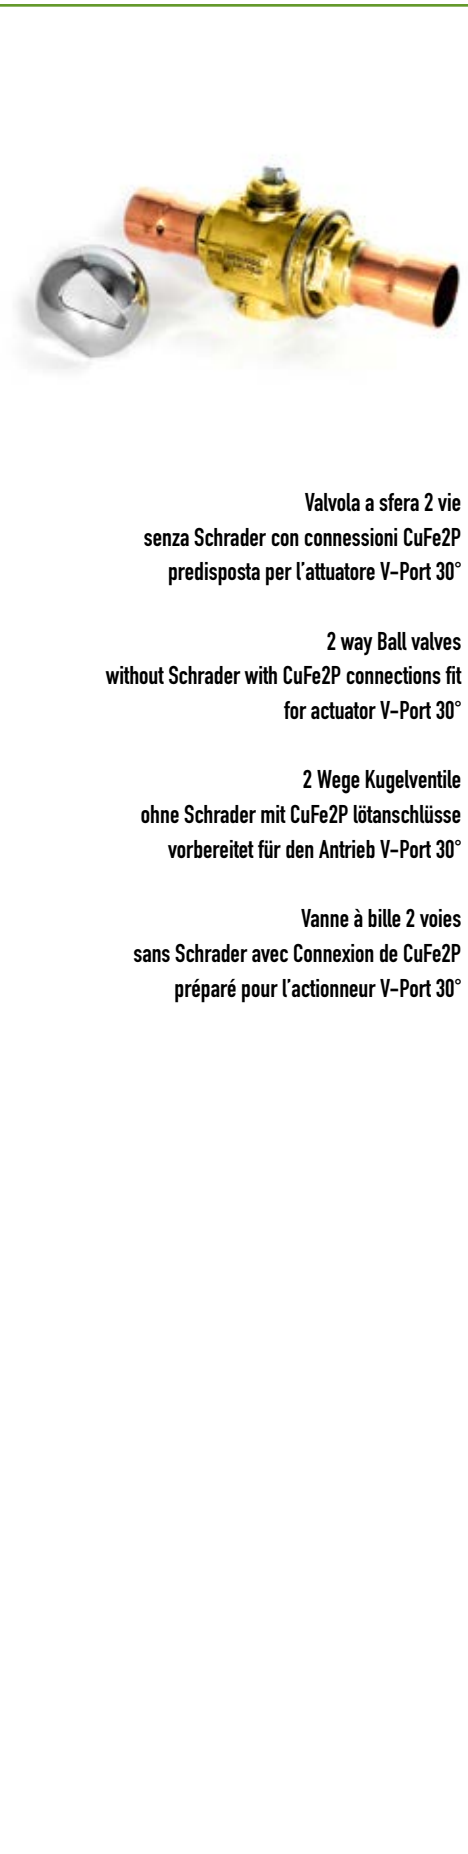 Valvola a sfera 2 vie
senza Schrader con connessioni CuFe2P
predisposta per l'attuatore V-Port 30°
2 way Ball valves
without Schrader with CuFe2P connections fit
for actuator V-Port 30°
2 Wege Kugelventile
ohne Schrader mit CuFe2P lötanschlüsse
vorbereitet für den Antrieb V-Port 30°
Vanne à bille 2 voies
sans Schrader avec Connexion de CuFe2P
préparé pour l'actionneur V-Port 30°